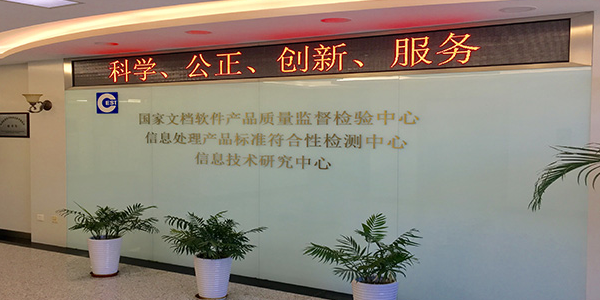 科学、公正、创新、服务
CEST
国家文档软件产品质量监督检验中心
信息处理产品标准符合性检测中心
信息技术研究中心